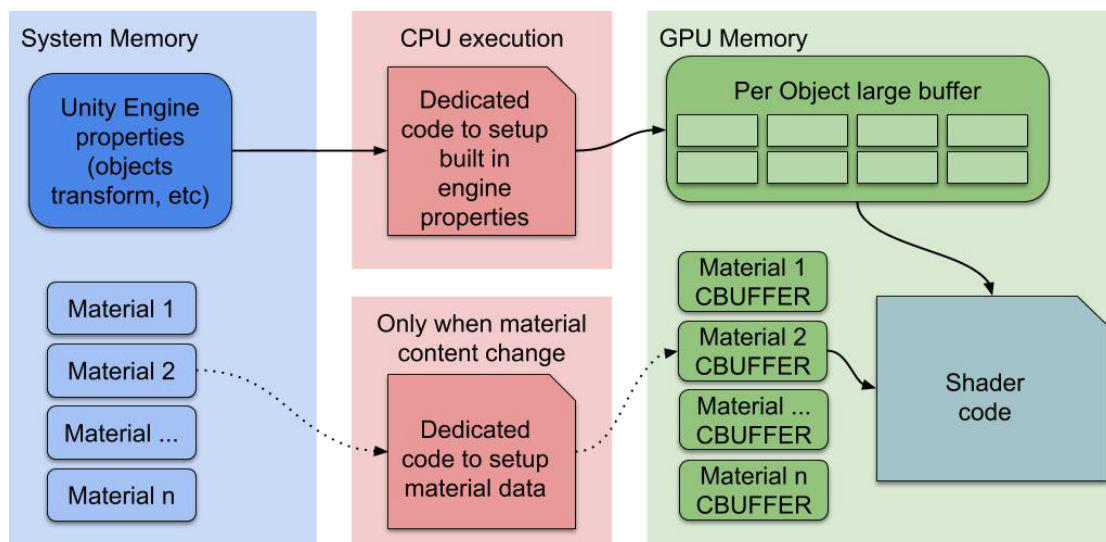 System Memory
Unity Engine
properties
(objects
transform, etc)
Material 1
Material 2
Material ...
Material n
CPU execution
Dedicated
code to setup
built in
engine
properties
Only when material
content change
Dedicated
code to setup
material data
GPU Memory
Per Object large buffer
Material 1
CBUFFER
Material 2
CBUFFER
Material ...
CBUFFER
Material n
CBUFFER
Shader
code